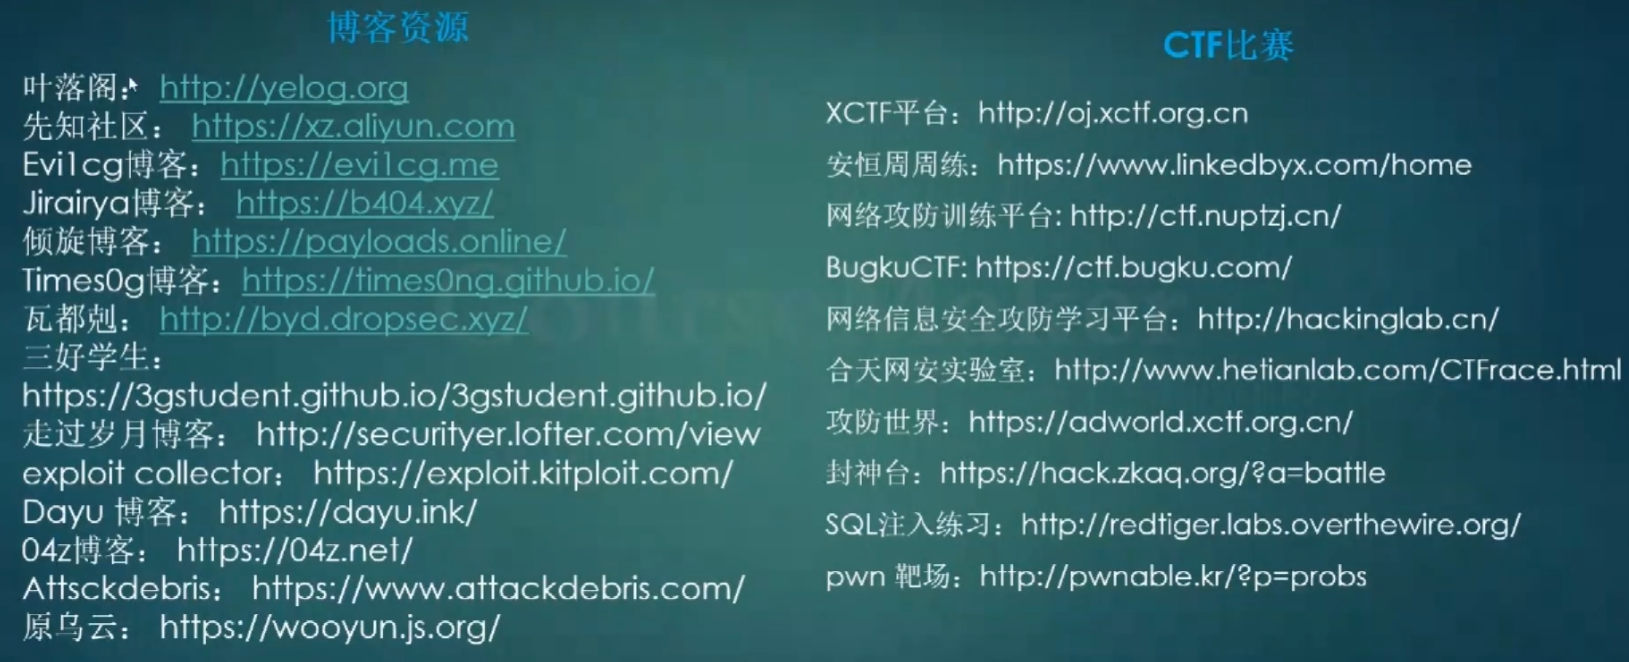 博客资源
叶落阁： http://yelog.org
先知社区： https://xz.aliyun.com
Evi1cg博客： https://evi1cg.me
Jirairya博客： https://b404.xyz/
倾旋博客： https://payloads.online/
Times0g博客： https://times0ng.github.io/
瓦都剋： http://byd.dropsec.xyz/
三好学生：
https://3gstudent.github.io/3gstudent.github.io/
走过岁月博客： http://securityer.lofter.com/view
exploit collector： https://exploit.kitploit.com/
Dayu 博客： https://dayu.ink/
04z博客： https://04z.net/
Attsckdebris： https://www.attackdebris.com/
原乌云： https://wooyun.js.org/
CTF比赛
XCTF平台：http://oj.xctf.org.cn
安恒周周练：https://www.linkedbyx.com/home
网络攻防训练平台: http://ctf.nuptzj.cn/
BugkuCTF: https://ctf.bugku.com/
网络信息安全攻防学习平台：http://hackinglab.cn/
合天网安实验室：http://www.hetianlab.com/CTFrace.html
攻防世界：https://adworld.xctf.org.cn/
封神台：https://hack.zkaq.org/?a=battle
SQL注入练习：http://redtiger.labs.overthewire.org/
pwn 靶场：http://pwnable.kr/?p=probs